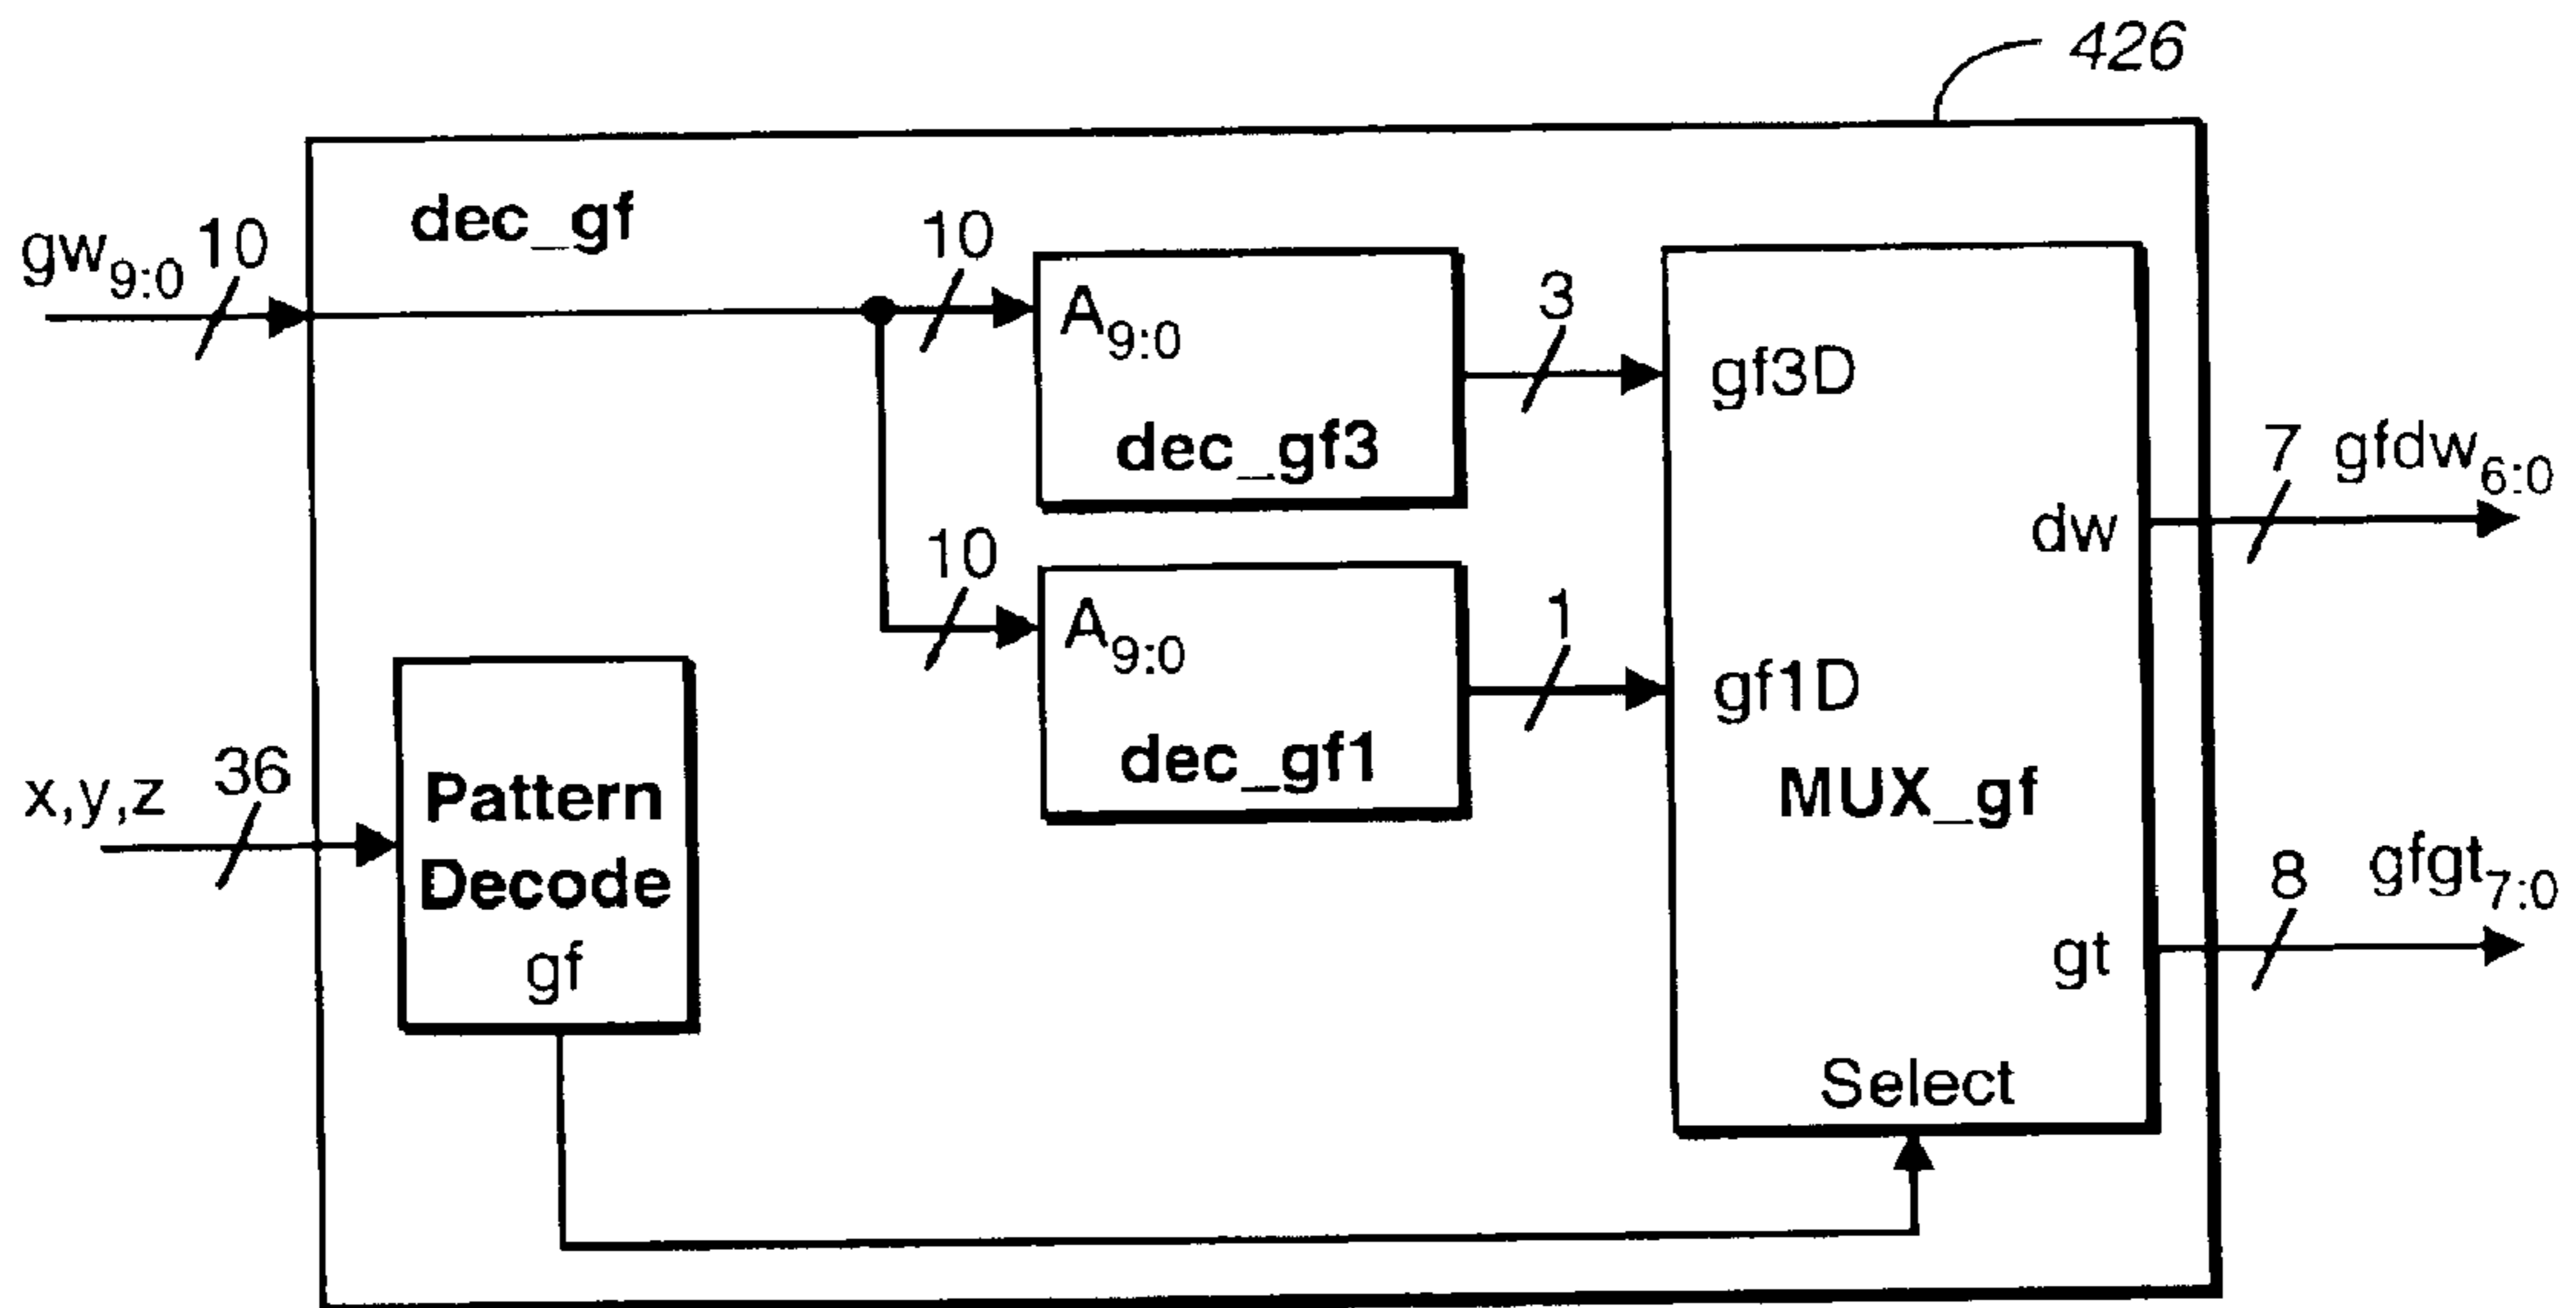 426
dec_gf
gw9:0 10
10
A9:0
dec_gf3
3
gf3D
10
A9:0
dec_gf1
1
gf1D
MUX_gf
dw
7 gfdw6:0
gt
8 gfgt7:0
Select
x,y,z 36
Pattern
Decode
gf